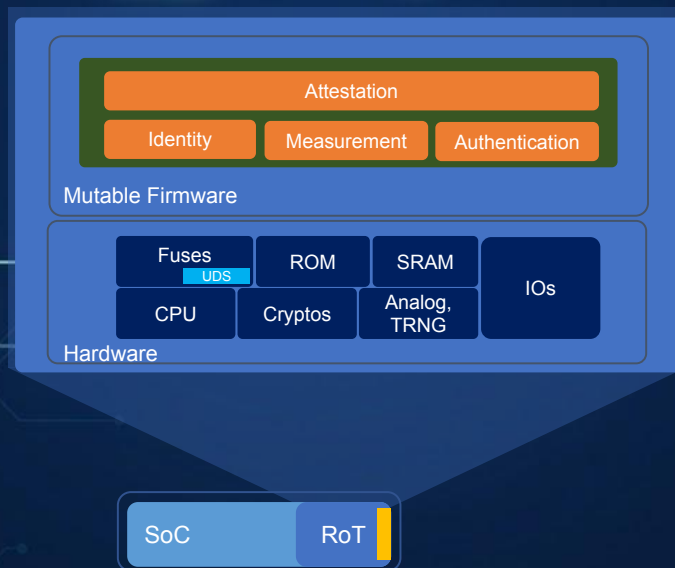 Attestation
Identity
Measurement
Authentication
Mutable Firmware
Fuses
UDS
ROM
SRAM
IOs
CPU
Cryptos
Analog,
TRNG
Hardware
SoC
RoT